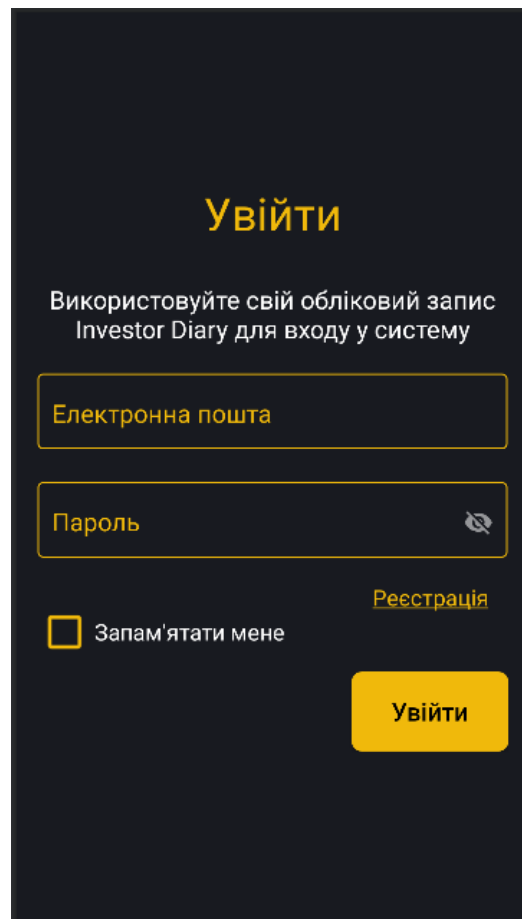 Увійти
Використовуйте свій обліковий запис
Investor Diary для входу у систему
Електронна пошта
Пароль
Реєстрація
Запам'ятати мене
Увійти